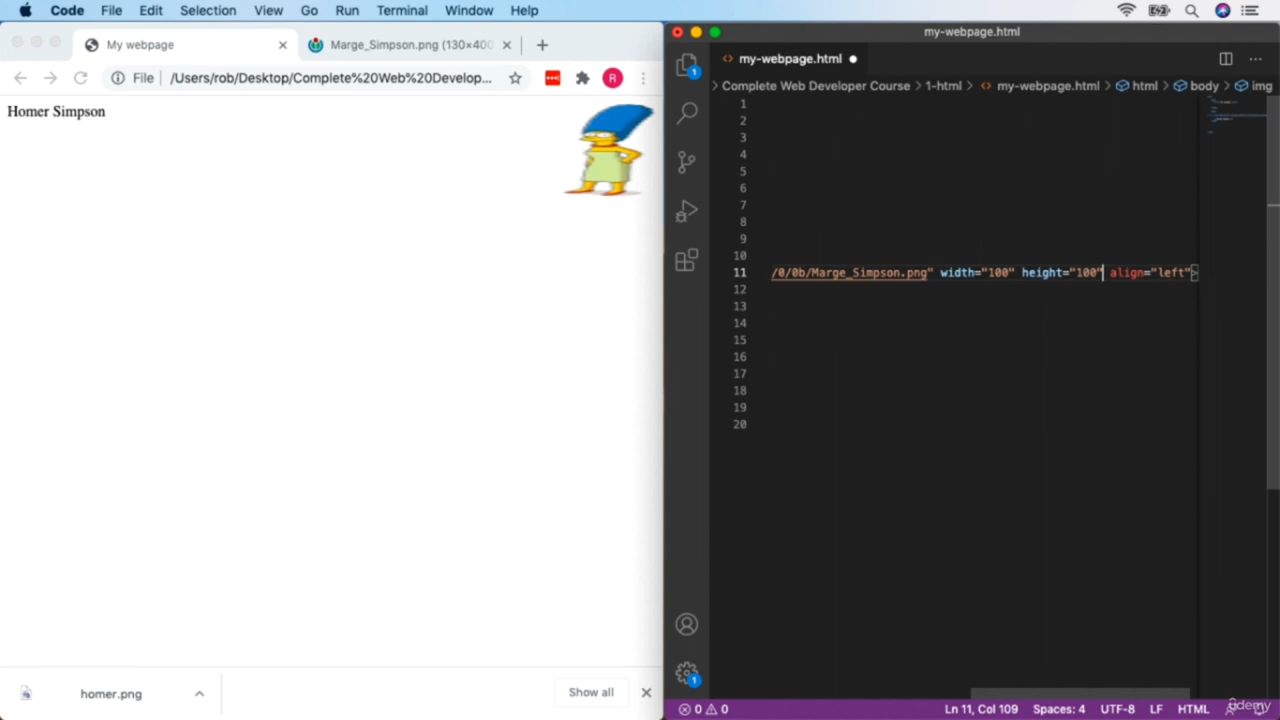 Code File Edit Selection View Go Run Terminal Window Help
My webpage
Marge_Simpson.png (130×400
my-webpage.html
File /Users/rob/Desktop/Complete%20Web%20Develop...
R
my-webpage.html
1
Complete Web Developer Course > 1-html > my-webpage.html > html > body > img
Homer Simpson
1
2
3
4
5
6
7
8
9
10
11 /0/0b/Marge_Simpson.png" width="100" height="100" align="left">
12
13
14
15
16
17
18
19
20
homer.png
Show all
1
0 0 Ln 11, Col 109 Spaces: 4 UTF-8 LF HTML
udemy